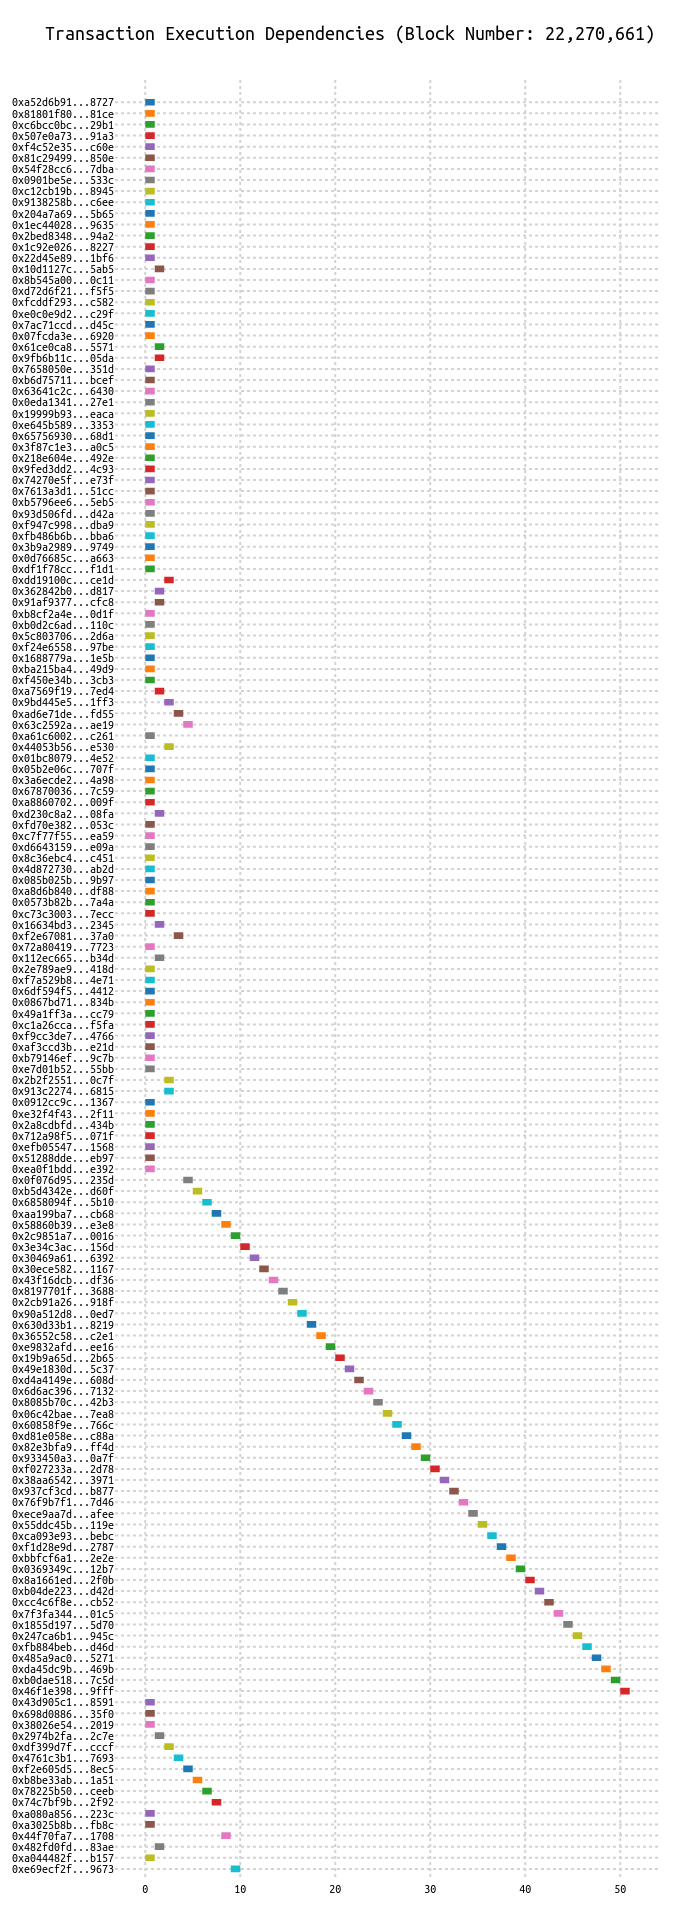 Transaction Execution Dependencies (Block Number: 22,270,661)
0xa52d6b91...8727
0x81801f80...81ce
0xc6bcc0bc...29b1
0x507e0a73...91a3
0xf4c52e35...c60e
0x81c29499...850e
0x54f28cc6...7dba
0x0901be5e...533c
0xc12cb19b...8945
0x9138258b...c6ee
0x204a7a69...5b65
0x1ec44028...9635
0x2bed8348...94a2
0x1c92e026...8227
0x22d45e89...1bf6
0x10d1127c...5ab5
0x8b545a00...0c11
0xd72d6f21...f5f5
0xfcddf293...c582
0xe0c0e9d2...c29f
0x7ac71ccd...d45c
0x07fcda3e...6920
0x61ce0ca8...5571
0x9fb6b11c...05da
0x7658050e...351d
0xb6d75711...bcef
0x63641c2c...6430
0x0eda1341...27e1
0x19999b93...eaca
0xe645b589...3353
0x65756930...68d1
0x3f87c1e3...a0c5
0x218e604e...492e
0x9fed3dd2...4c93
0x74270e5f...e73f
0x7613a3d1...51cc
0xb5796ee6...5eb5
0x93d506fd...d42a
0xf947c998...dba9
0xfb486b6b...bba6
0x3b9a2989...9749
0x0d76685c...a663
0xdf1f78cc...f1d1
0xdd19100c...ce1d
0x362842b0...d817
0x91af9377...cfc8
0xb8cf2a4e...0d1f
0xb0d2c6ad...110c
0x5c803706...2d6a
0xf24e6558...97be
0x1688779a...1e5b
0xba215ba4...49d9
0xf450e34b...3cb3
0xa7569f19...7ed4
0x9bd445e5...1ff3
0xad6e71de...fd55
0x63c2592a...ae19
0xa61c6002...c261
0x44053b56...e530
0x01bc8079...4e52
0x05b2e06c...707f
0x3a6ecde2...4a98
0x67870036...7c59
0xa8860702...009f
0xd230c8a2...08fa
0xfd70e382...053c
0xc7f77f55...ea59
0xd6643159...e09a
0x8c36ebc4...c451
0x4d872730...ab2d
0x085b025b...9b97
0xa8d6b840...df88
0x0573b82b...7a4a
0xc73c3003...7ecc
0x16634bd3...2345
0xf2e67081...37a0
0x72a80419...7723
0x112ec665...b34d
0x2e789ae9...418d
0xf7a529b8...4e71
0x6df594f5...4412
0x0867bd71...834b
0x49a1ff3a...cc79
0xc1a26cca...f5fa
0xf9cc3de7...4766
0xaf3ccd3b...e21d
0xb79146ef...9c7b
0xe7d01b52...55bb
0x2b2f2551...0c7f
0x913c2274...6815
0x0912cc9c...1367
0xe32f4f43...2f11
0x2a8cdbfd...434b
0x712a98f5...071f
0xefb05547...1568
0x51288dde...eb97
0xea0f1bdd...e392
0x0f076d95...235d
0xb5d4342e...d60f
0x6858094f...5b10
0xaa199ba7...cb68
0x58860b39...e3e8
0x2c9851a7...0016
0x3e34c3ac...156d
0x30469a61...6392
0x30ece582...1167
0x43f16dcb...df36
0x8197701f...3688
0x2cb91a26...918f
0x90a512d8...0ed7
0x630d33b1...8219
0x36552c58...c2e1
0xe9832afd...ee16
0x19b9a65d...2b65
0x49e1830d...5c37
0xd4a4149e...608d
0x6d6ac396...7132
0x8085b70c...42b3
0x06c42bae...7ea8
0x60858f9e...766c
0xd81e058e...c88a
0x82e3bfa9...ff4d
0x933450a3...0a7f
0xf027233a...2d78
0x38aa6542...3971
0x937cf3cd...b877
0x76f9b7f1...7d46
0xece9aa7d...afee
0x55ddc45b...119e
0xca093e93...bebc
0xf1d28e9d...2787
0xbbfcf6a1...2e2e
0x0369349c...12b7
0x8a1661ed...2f0b
0xb04de223...d42d
0xcc4c6f8e...cb52
0x7f3fa344...01c5
0x1855d197...5d70
0x247ca6b1...945c
0xfb884beb...d46d
0x485a9ac0...5271
0xda45dc9b...469b
0xb0dae518...7c5d
0x46f1e398...9fff
0x43d905c1...8591
0x698d0886...35f0
0x38026e54...2019
0x2974b2fa...2c7e
0xdf399d7f...cccf
0x4761c3b1...7693
0xf2e605d5...8ec5
0xb8be33ab...1a51
0x78225b50...ceeb
0x74c7bf9b...2f92
0xa080a856...223c
0xa3025b8b...fb8c
0x44f70fa7...1708
0x482fd0fd...83ae
0xa044482f...b157
0xe69ecf2f...9673
0 10 20 30 40 50